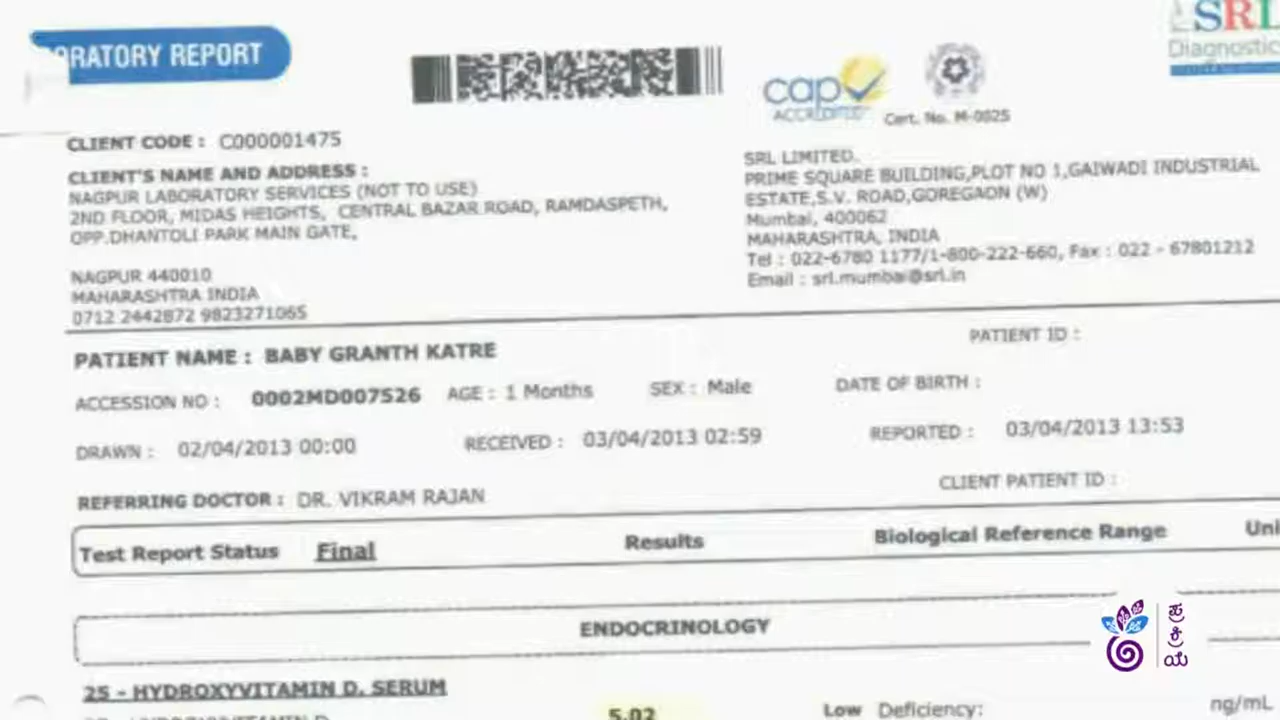 ORATORY REPORT
cap
ACCREDITED
Cert. No. M-0025
SRL
Diagnostic
CLIENT CODE : C000001475
CLIENT'S NAME AND ADDRESS :
NAGPUR LABORATORY SERVICES (NOT TO USE)
2ND FLOOR, MIDAS HEIGHTS, CENTRAL BAZAR ROAD, RAMDASPETH,
OPP.DHANTOLI PARK MAIN GATE,
NAGPUR 440010
MAHARASHTRA INDIA
0712 2442872 9823271065
SRL LIMITED.
PRIME SQUARE BUILDING,PLOT NO 1,GAIWADI INDUSTRIAL
ESTATE,S.V. ROAD,GOREGAON (W)
Mumbai, 400062
MAHARASHTRA, INDIA
Tel : 022-6780 1177/1-800-222-660, Fax : 022 - 67801212
Email : srl.mumbai@srl.in
PATIENT NAME : BABY GRANTH KATRE PATIENT ID :
ACCESSION NO : 0002MD007526 AGE : 1 Months SEX : Male DATE OF BIRTH :
DRAWN : 02/04/2013 00:00 RECEIVED : 03/04/2013 02:59 REPORTED : 03/04/2013 13:53
REFERRING DOCTOR : DR. VIKRAM RAJAN CLIENT PATIENT ID :
Test Report Status Final Results Biological Reference Range Uni
ENDOCRINOLOGY
25 - HYDROXYVITAMIN D, SERUM
5.02 Low Deficiency: ng/mL
ಪ್ರಕ್ರಿಯೆ